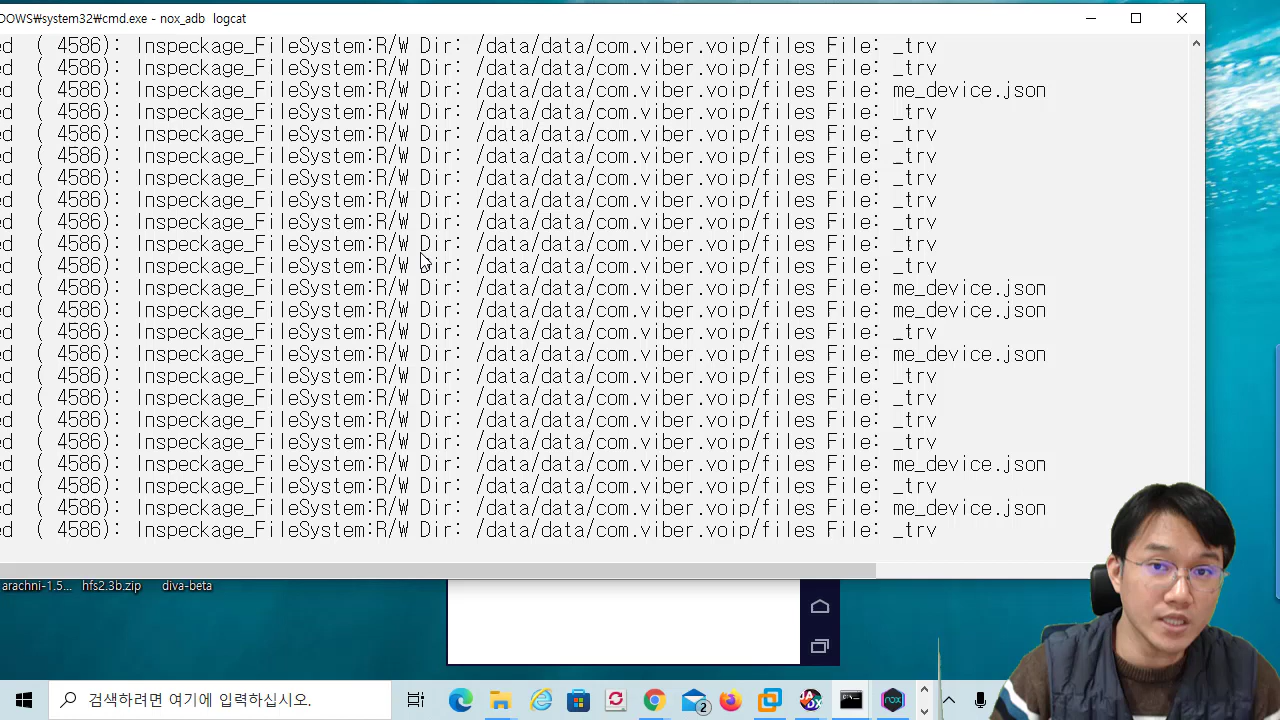 DOWS₩system32₩cmd.exe - nox_adb logcat
ed ( 4586): Inspeckage_FileSystem:R/W Dir: /data/data/com.viber.voip/files File: _trv
ed ( 4586): Inspeckage_FileSystem:R/W Dir: /data/data/com.viber.voip/files File: _trv
ed ( 4586): Inspeckage_FileSystem:R/W Dir: /data/data/com.viber.voip/files File: me_device.json
ed ( 4586): Inspeckage_FileSystem:R/W Dir: /data/data/com.viber.voip/files File: _trv
ed ( 4586): Inspeckage_FileSystem:R/W Dir: /data/data/com.viber.voip/files File: _trv
ed ( 4586): Inspeckage_FileSystem:R/W Dir: /data/data/com.viber.voip/files File: _trv
ed ( 4586): Inspeckage_FileSystem:R/W Dir: /data/data/com.viber.voip/files File: _trv
ed ( 4586): Inspeckage_FileSystem:R/W Dir: /data/data/com.viber.voip/files File: _trv
ed ( 4586): Inspeckage_FileSystem:R/W Dir: /data/data/com.viber.voip/files File: _trv
ed ( 4586): Inspeckage_FileSystem:R/W Dir: /data/data/com.viber.voip/files File: _trv
ed ( 4586): Inspeckage_FileSystem:R/W Dir: /data/data/com.viber.voip/files File: _trv
ed ( 4586): Inspeckage_FileSystem:R/W Dir: /data/data/com.viber.voip/files File: me_device.json
ed ( 4586): Inspeckage_FileSystem:R/W Dir: /data/data/com.viber.voip/files File: me_device.json
ed ( 4586): Inspeckage_FileSystem:R/W Dir: /data/data/com.viber.voip/files File: _trv
ed ( 4586): Inspeckage_FileSystem:R/W Dir: /data/data/com.viber.voip/files File: me_device.json
ed ( 4586): Inspeckage_FileSystem:R/W Dir: /data/data/com.viber.voip/files File: _trv
ed ( 4586): Inspeckage_FileSystem:R/W Dir: /data/data/com.viber.voip/files File: _trv
ed ( 4586): Inspeckage_FileSystem:R/W Dir: /data/data/com.viber.voip/files File: _trv
ed ( 4586): Inspeckage_FileSystem:R/W Dir: /data/data/com.viber.voip/files File: _trv
ed ( 4586): Inspeckage_FileSystem:R/W Dir: /data/data/com.viber.voip/files File: me_device.json
ed ( 4586): Inspeckage_FileSystem:R/W Dir: /data/data/com.viber.voip/files File: _trv
ed ( 4586): Inspeckage_FileSystem:R/W Dir: /data/data/com.viber.voip/files File: me_device.json
ed ( 4586): Inspeckage_FileSystem:R/W Dir: /data/data/com.viber.voip/files File: _trv
arachni-1.5... hfs2.3b.zip diva-beta
검색하려면 여기에 입력하십시오.
2
nox